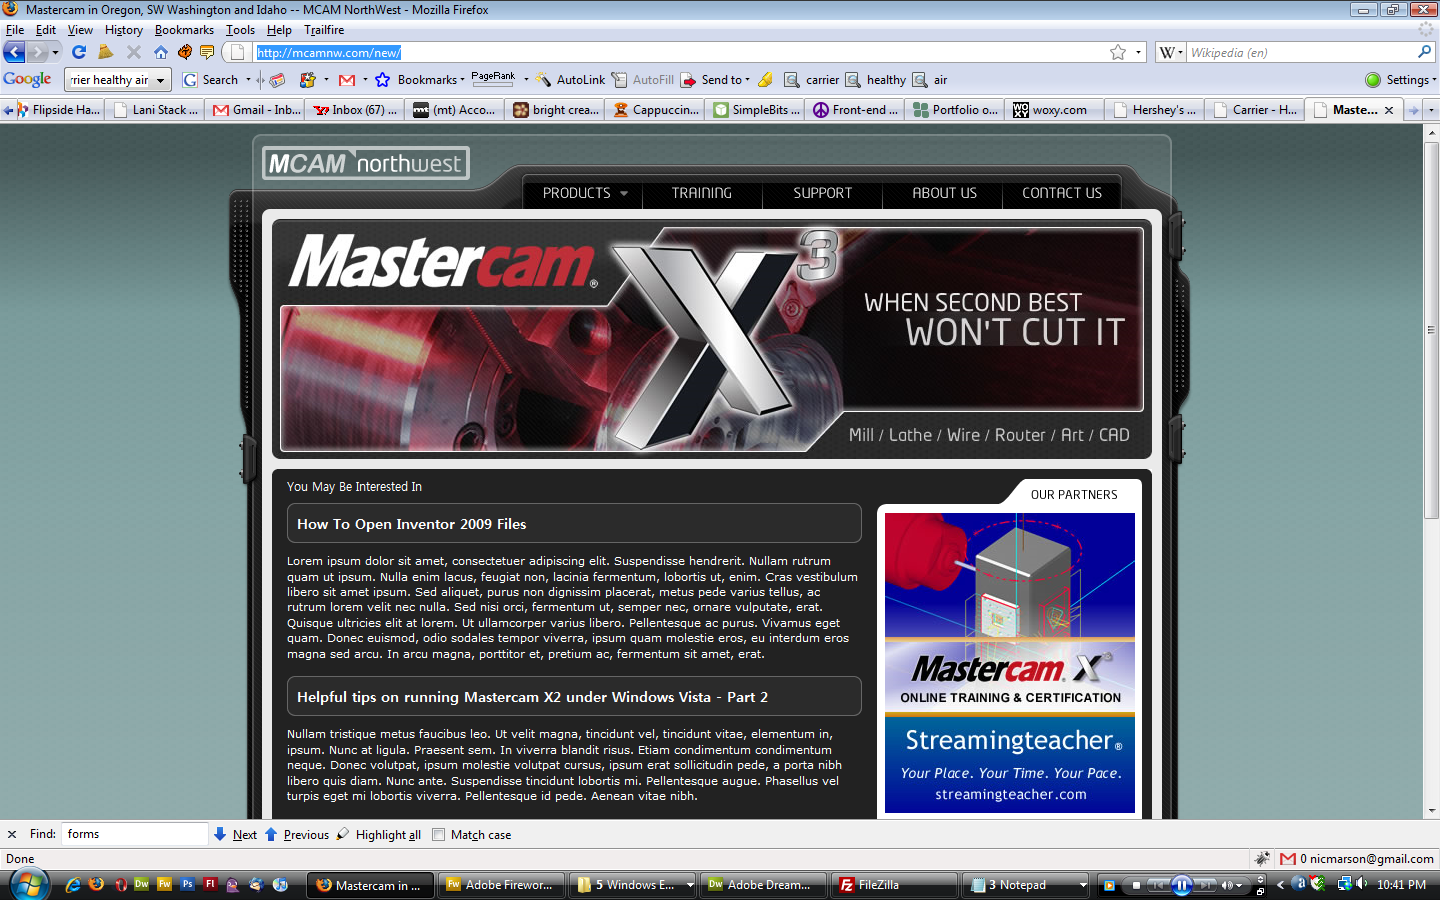 Mastercam in Oregon, SW Washington and Idaho -- MCAM NorthWest - Mozilla Firefox
File Edit View History Bookmarks Tools Help Trailfire
http://mcamnw.com/new/
W Wikipedia (en)
Google rrier healthy air G Search Bookmarks PageRank AutoLink AutoFill Send to carrier healthy air Settings
Flipside Ha... Lani Stack ... Gmail - Inb... Inbox (67) ... (mt) Acco... bright crea... Cappuccin... SimpleBits ... Front-end ... Portfolio o... woxy.com Hershey's ... Carrier - H... Maste...
MCAM northwest
PRODUCTS TRAINING SUPPORT ABOUT US CONTACT US
Mastercam® X3
WHEN SECOND BEST
WON'T CUT IT
Mill / Lathe / Wire / Router / Art / CAD
You May Be Interested In
OUR PARTNERS
How To Open Inventor 2009 Files
Lorem ipsum dolor sit amet, consectetuer adipiscing elit. Suspendisse hendrerit. Nullam rutrum
quam ut ipsum. Nulla enim lacus, feugiat non, lacinia fermentum, lobortis ut, enim. Cras vestibulum
libero sit amet ipsum. Sed aliquet, purus non dignissim placerat, metus pede varius tellus, ac
rutrum lorem velit nec nulla. Sed nisi orci, fermentum ut, semper nec, ornare vulputate, erat.
Quisque ultricies elit at lorem. Ut ullamcorper varius libero. Pellentesque ac purus. Vivamus eget
quam. Donec euismod, odio sodales tempor viverra, ipsum quam molestie eros, eu interdum eros
magna sed arcu. In arcu magna, porttitor et, pretium ac, fermentum sit amet, erat.
Helpful tips on running Mastercam X2 under Windows Vista - Part 2
Nullam tristique metus faucibus leo. Ut velit magna, tincidunt vel, tincidunt vitae, elementum in,
ipsum. Nunc at ligula. Praesent sem. In viverra blandit risus. Etiam condimentum condimentum
neque. Donec volutpat, ipsum molestie volutpat cursus, ipsum erat sollicitudin pede, a porta nibh
libero quis diam. Nunc ante. Suspendisse tincidunt lobortis mi. Pellentesque augue. Phasellus vel
turpis eget mi lobortis viverra. Pellentesque id pede. Aenean vitae nibh.
Mastercam. X3
ONLINE TRAINING & CERTIFICATION
Streamingteacher®
Your Place. Your Time. Your Pace.
streamingteacher.com
Find: forms Next Previous Highlight all Match case
Done 0 nicmarson@gmail.com
Dw Fw Ps Fl Mastercam in ... Fw Adobe Firewor... 5 Windows E... Dw Adobe Dream... Fz FileZilla 3 Notepad 10:41 PM